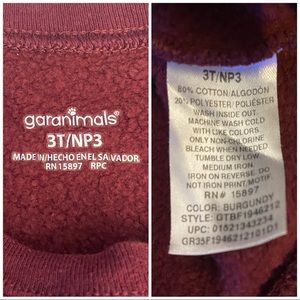 garanimals
3T/NP3
MADE IN/HECHO EN EL SALVADOR
RN 15897 RPC
3T/NP3
80% COTTON/ALGODÓN
20% POLYESTER/POLIÉSTER
WASH INSIDE OUT.
MACHINE WASH COLD
WITH LIKE COLORS
ONLY NON-CHLORINE
BLEACH WHEN NEEDED
TUMBLE DRY LOW
MEDIUM IRON.
IRON ON REVERSE. DO
NOT IRON PRINT/MOTIF.
RN# 15897
COLOR: BURGUNDY
STYLE: GTBF1946212
UPC: 01521343234
GR35F1946212101D1